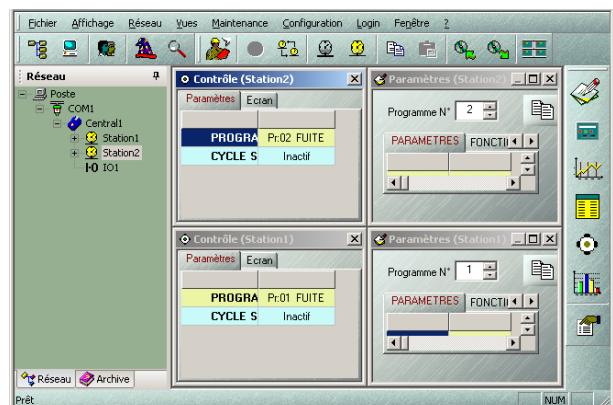 Fichier Affichage Réseau Vues Maintenance Configuration Login Fenêtre ?
Réseau
Poste
COM1
Central1
Station1
Station2
IO1
Réseau Archive
Contrôle (Station2)
Paramètres Ecran
PROGRA Pr:02 FUITE
CYCLE S Inactif
Paramètres (Station2)
Programme N° 2
PARAMETRES FONCTI
Contrôle (Station1)
Paramètres Ecran
PROGRA Pr:01 FUITE
CYCLE S Inactif
Paramètres (Station1)
Programme N° 1
PARAMETRES FONCTI
Prêt NUM